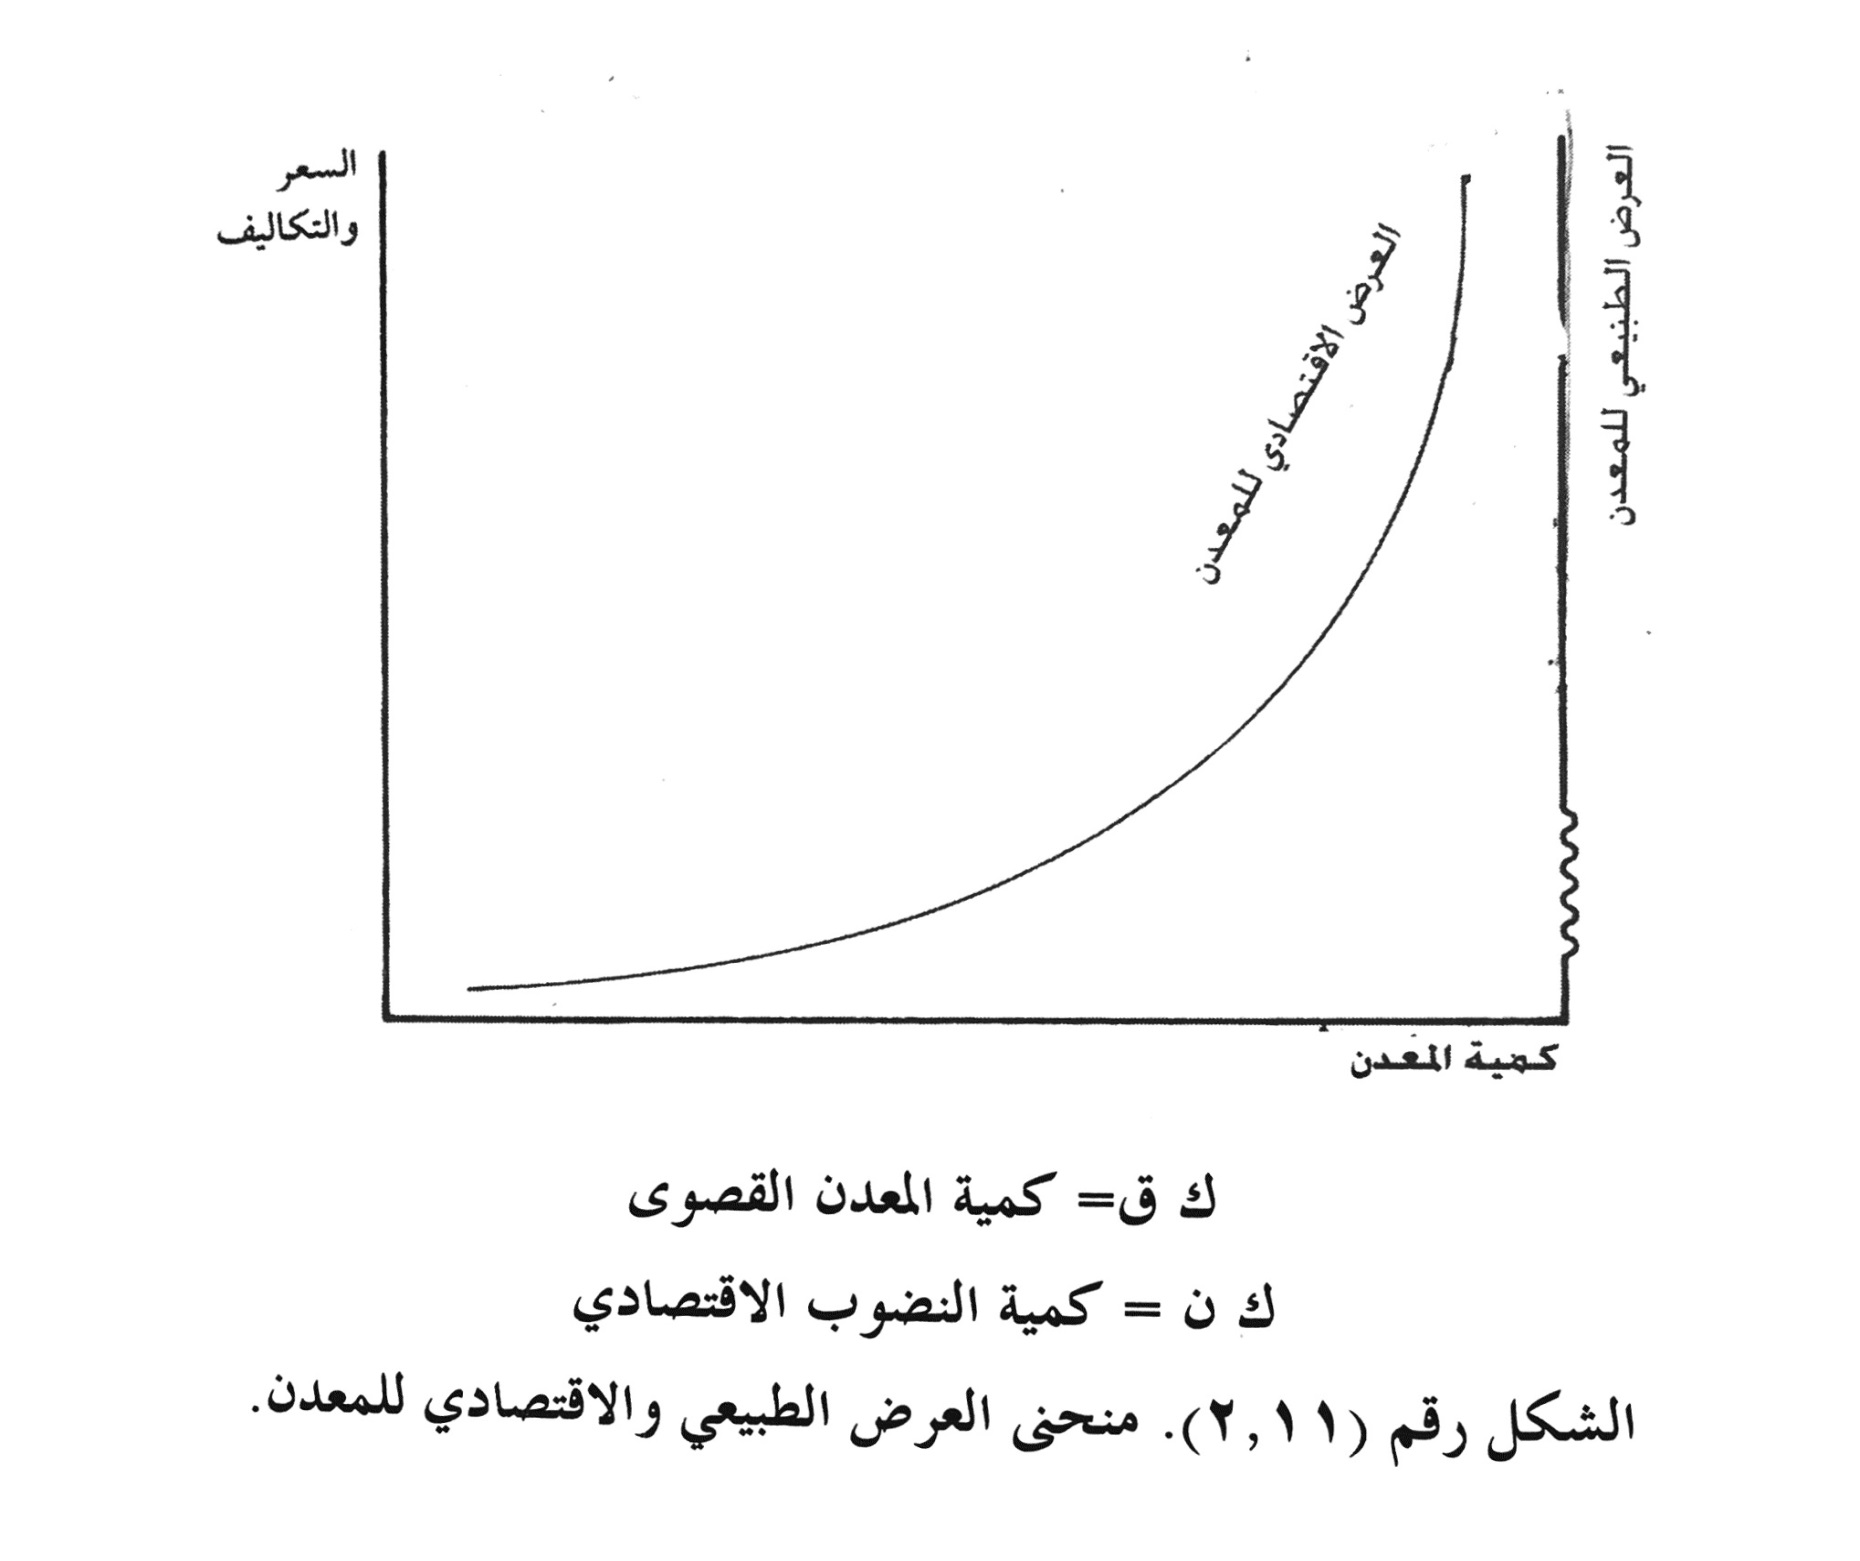 السعر
والتكاليف
العرض الاقتصادي للمعدن
العرض الطبيعي للمعدن
كمية المعدن
ك ق= كمية المعدن القصوى
ك ن = كمية النضوب الاقتصادي
الشكل رقم (٢,١١). منحنى العرض الطبيعي والاقتصادي للمعدن.